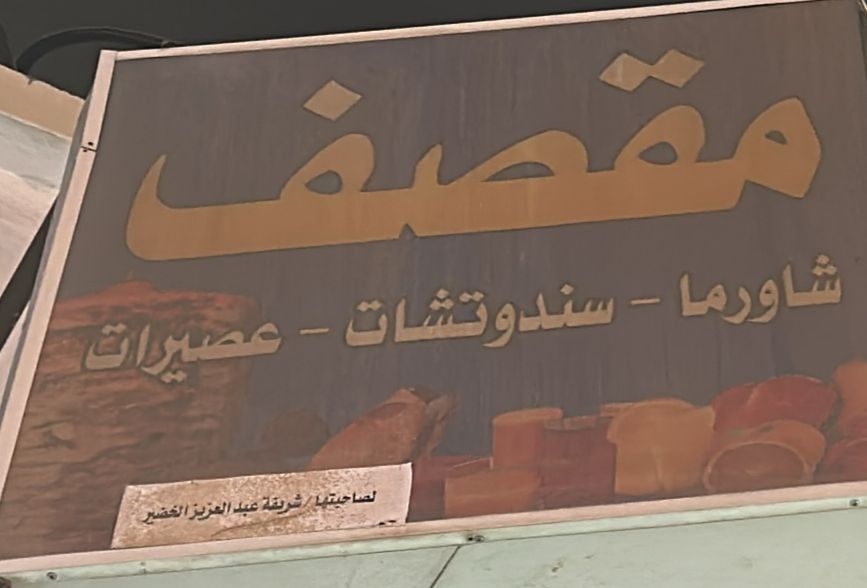 مقصف
شاورما - سندوتشات - عصيرات
لصاحبتها / شريفة عبد العزيز الخضير